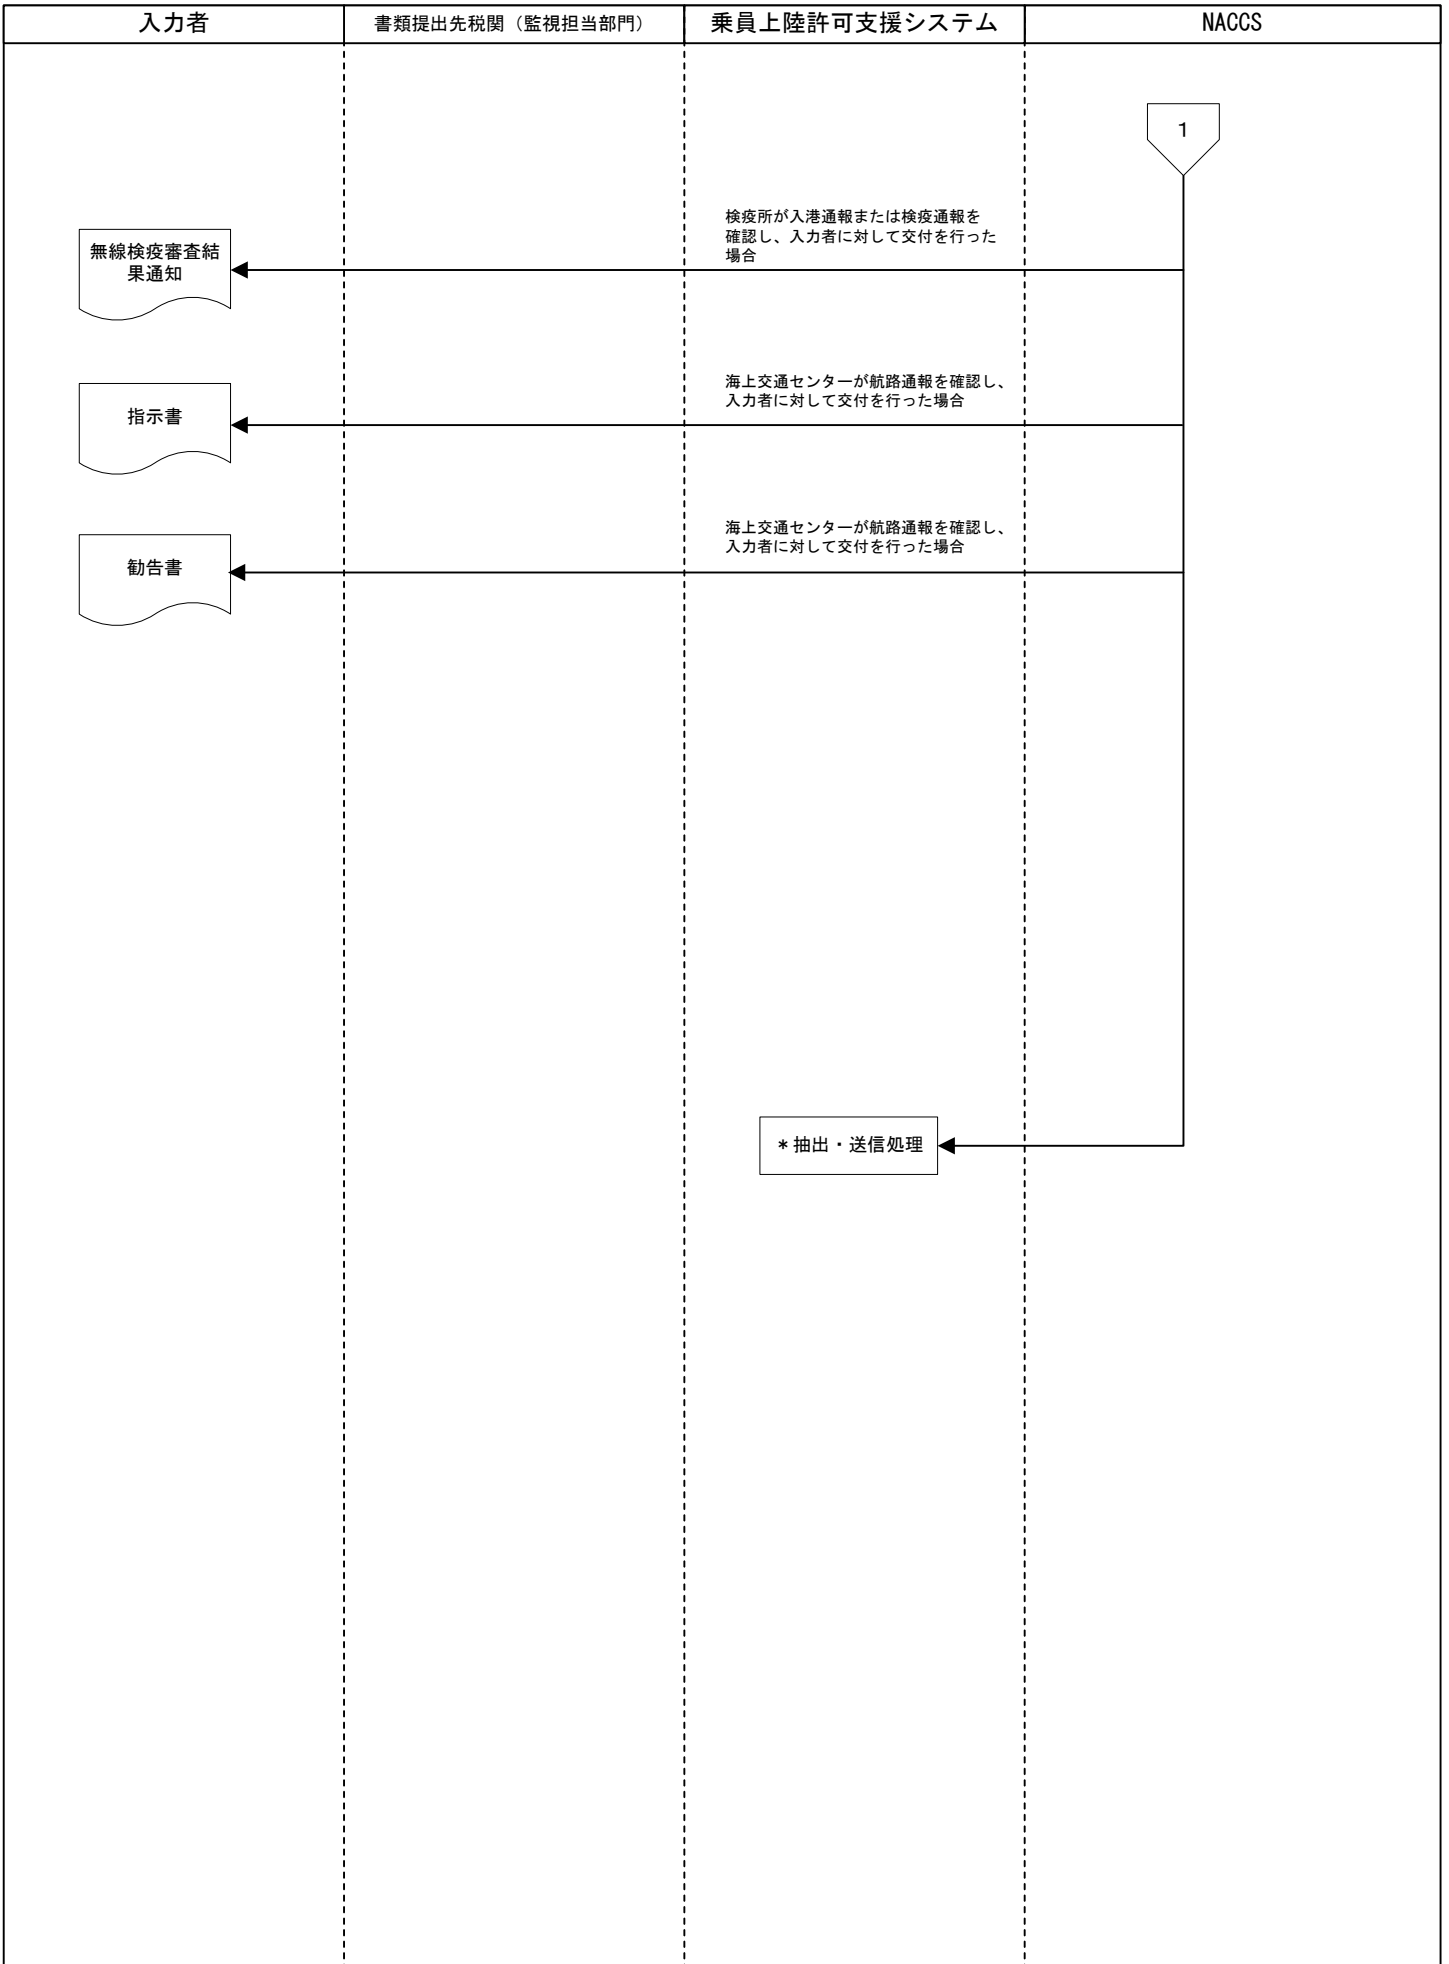 入力者
書類提出先税関（監視担当部門）
乗員上陸許可支援システム
NACCS
1
検疫所が入港通報または検疫通報を
確認し、入力者に対して交付を行った
場合
無線検疫審査結
果通知
海上交通センターが航路通報を確認し、
入力者に対して交付を行った場合
指示書
海上交通センターが航路通報を確認し、
入力者に対して交付を行った場合
勧告書
＊抽出・送信処理